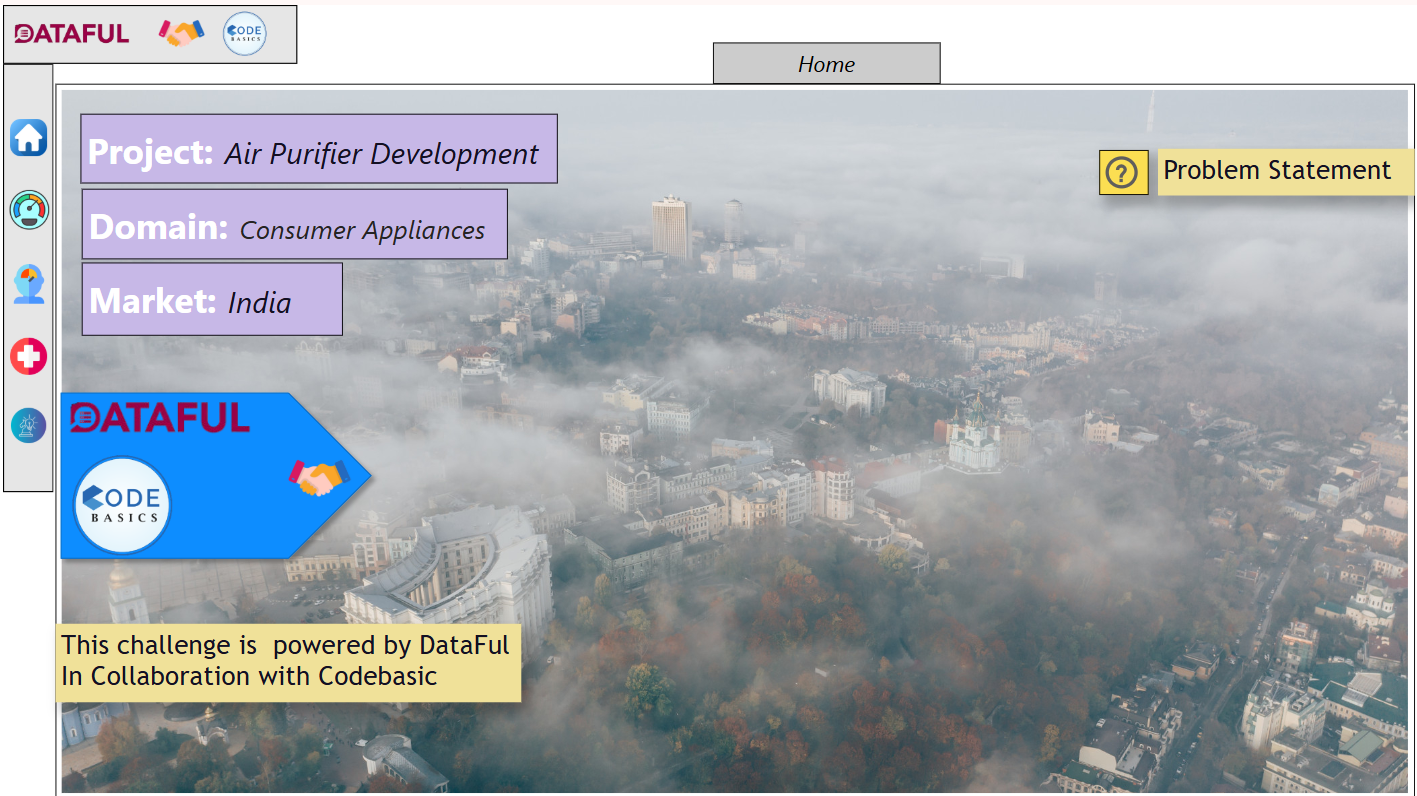 DATAFUL
CODE
BASICS
Home
Project: Air Purifier Development
Problem Statement
?
Domain: Consumer Appliances
Market: India
DATAFUL
CODE
BASICS
This challenge is  powered by DataFul
In Collaboration with Codebasic